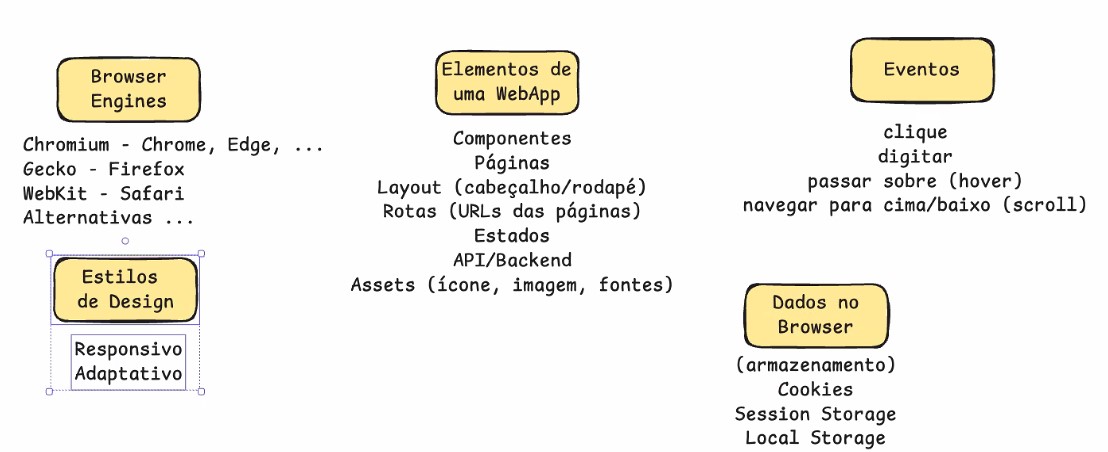 Browser
Engines
Chromium - Chrome, Edge, ...
Gecko - Firefox
WebKit - Safari
Alternativas ...
Estilos
de Design
Responsivo
Adaptativo
Elementos de
uma WebApp
Componentes
Páginas
Layout (cabeçalho/rodapé)
Rotas (URLs das páginas)
Estados
API/Backend
Assets (ícone, imagem, fontes)
Eventos
clique
digitar
passar sobre (hover)
navegar para cima/baixo (scroll)
Dados no
Browser
(armazenamento)
Cookies
Session Storage
Local Storage